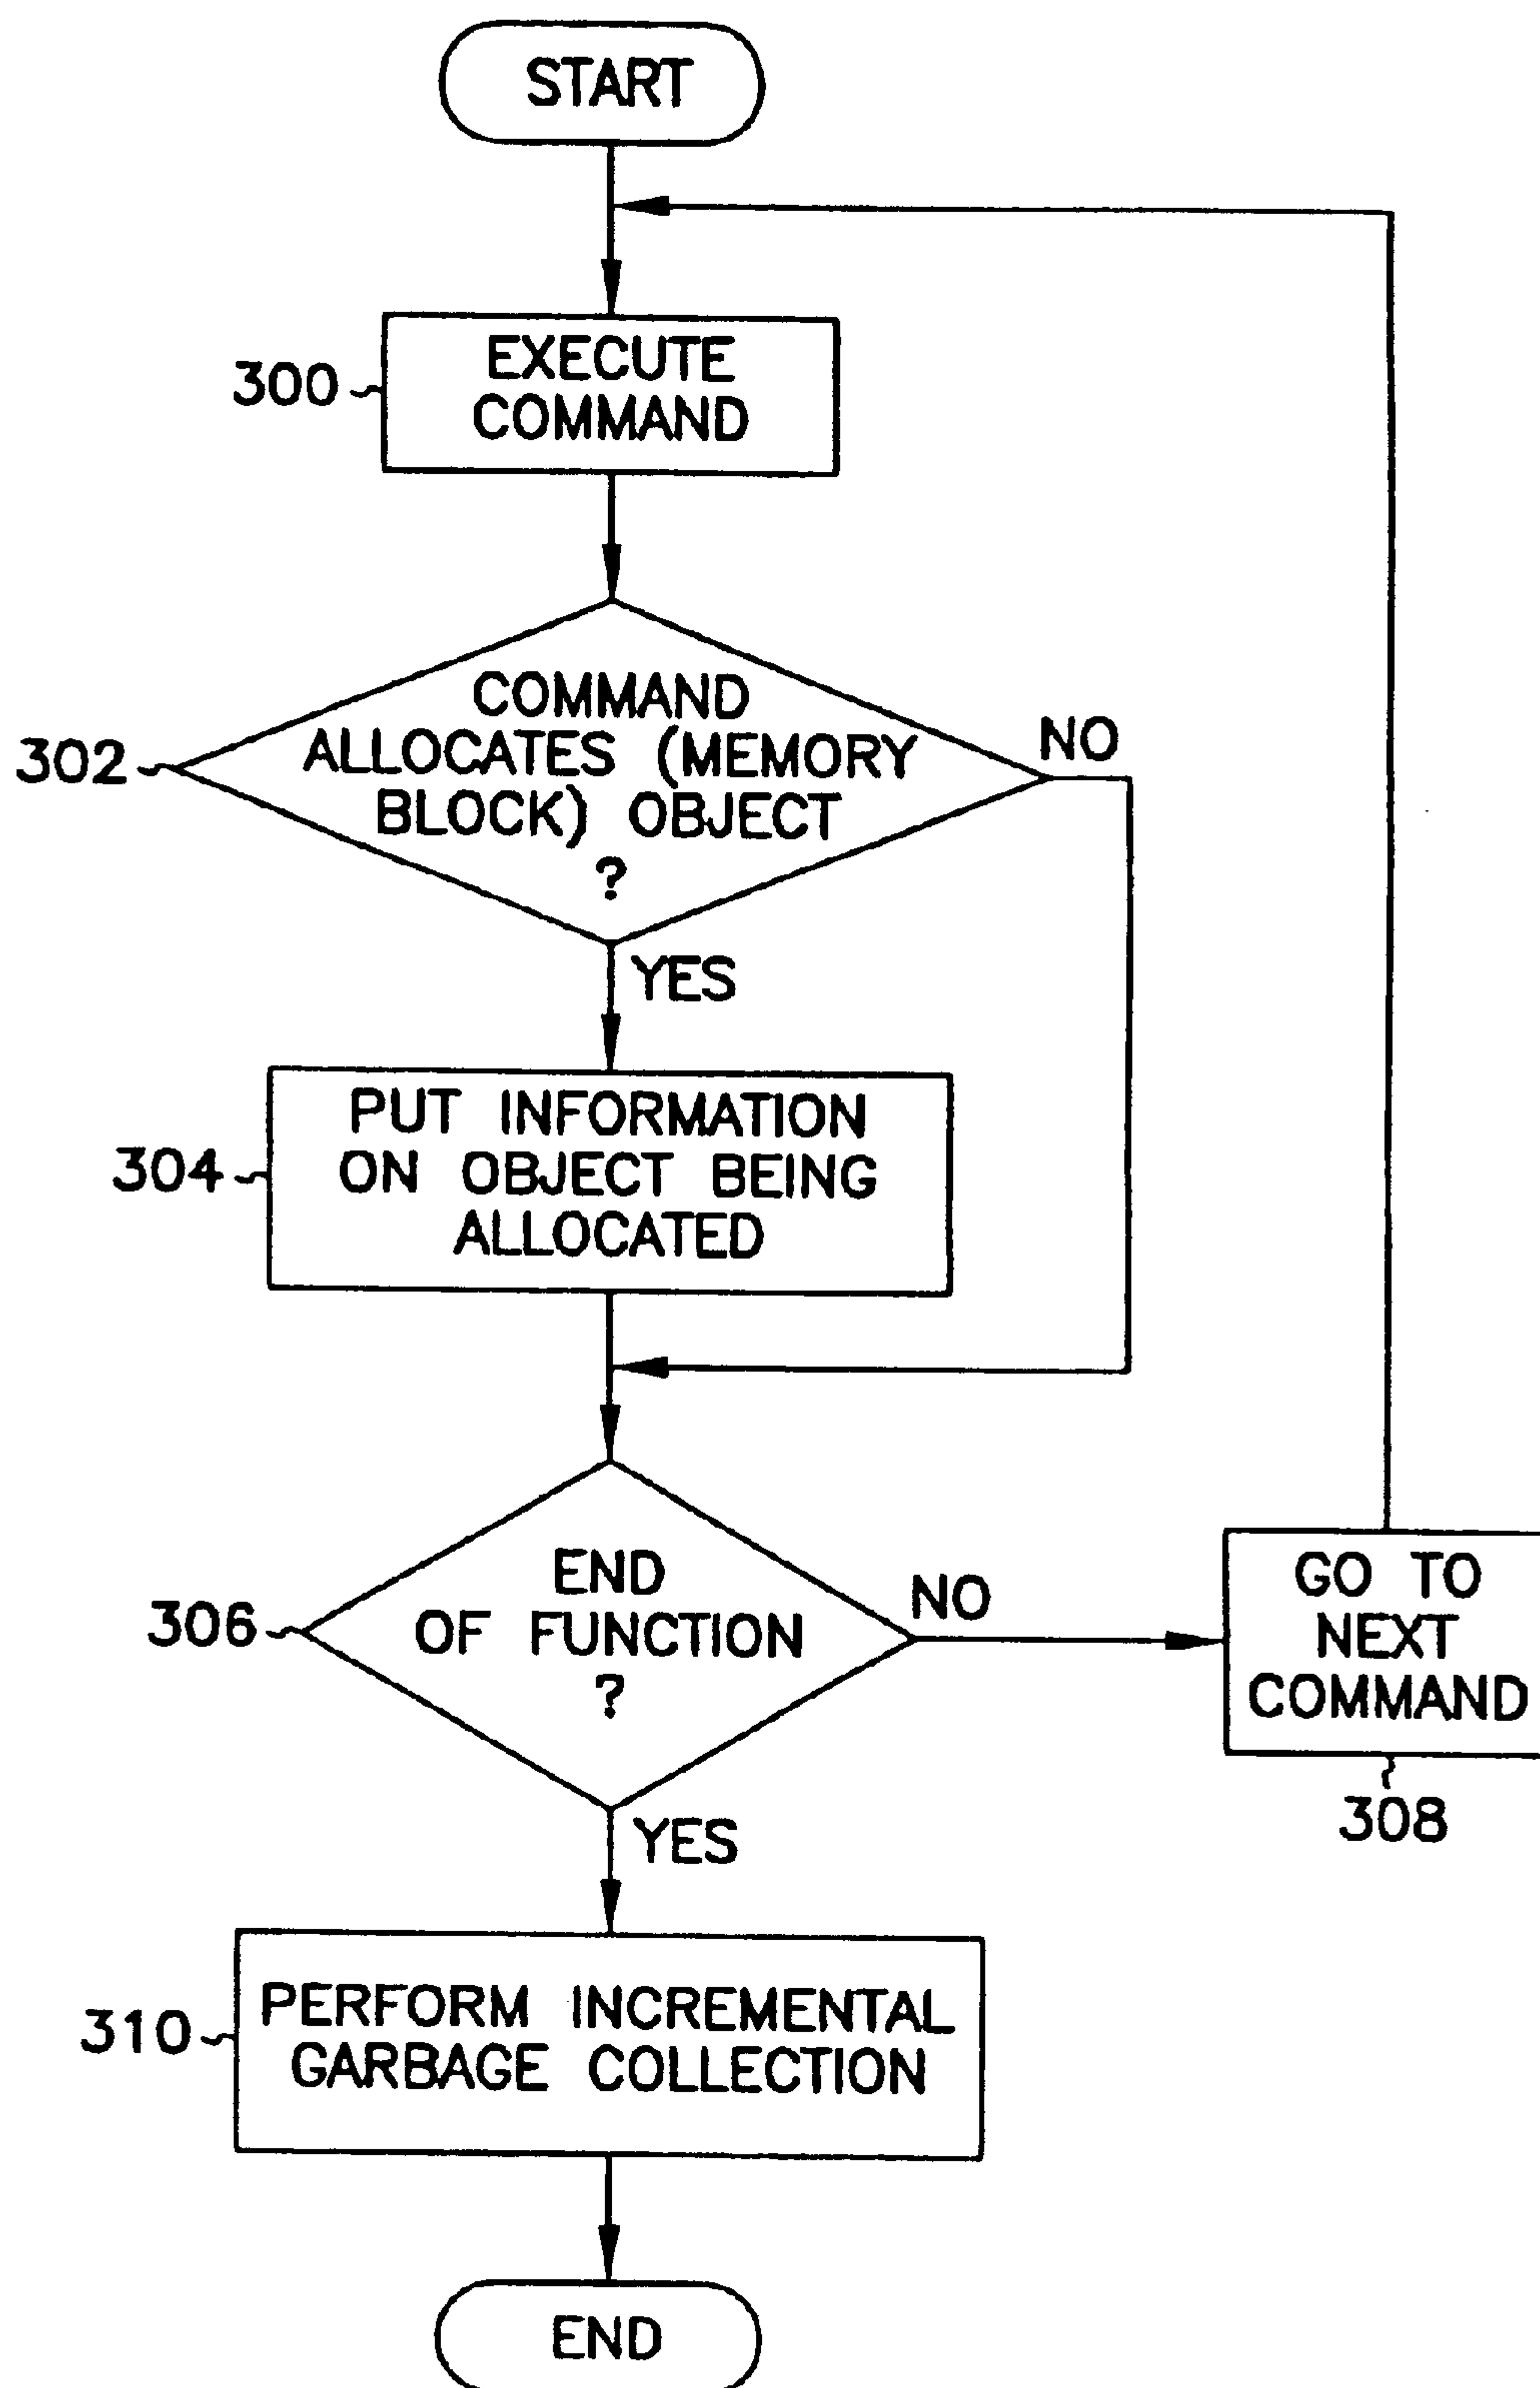 START
EXECUTE
COMMAND
300
COMMAND
ALLOCATES (MEMORY
BLOCK) OBJECT
?
302
NO
YES
PUT INFORMATION
ON OBJECT BEING
ALLOCATED
304
END
OF FUNCTION
?
306
NO
GO TO
NEXT
COMMAND
308
YES
PERFORM INCREMENTAL
GARBAGE COLLECTION
310
END